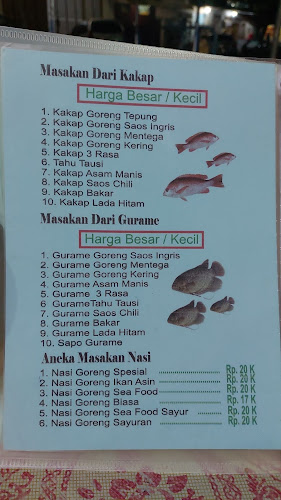 Masakan Dari Kakap
Harga Besar / Kecil
1. Kakap Goreng Tepung
2. Kakap Goreng Saos Ingris
3. Kakap Goreng Mentega
4. Kakap Goreng Kering
5. Kakap 3 Rasa
6. Tahu Tausi
7. Kakap Asam Manis
8. Kakap Saos Chili
9. Kakap Bakar
10. Kakap Lada Hitam
Masakan Dari Gurame
Harga Besar / Kecil
1. Gurame Goreng Saos Ingris
2. Gurame Goreng Mentega
3. Gurame Goreng Kering
4. Gurame Asam Manis
5. Gurame 3 Rasa
6. GurameTahu Tausi
7. Gurame Saos Chili
8. Gurame Bakar
9. Gurame Lada Hitam
10. Sapo Gurame
Aneka Masakan Nasi
1. Nasi Goreng Spesial Rp. 20 K
2. Nasi Goreng Ikan Asin Rp. 20 K
3. Nasi Goreng Sea Food Rp. 20 K
4. Nasi Goreng Biasa Rp. 17 K
5. Nasi Goreng Sea Food Sayur Rp. 20 K
6. Nasi Goreng Sayuran Rp. 20 K